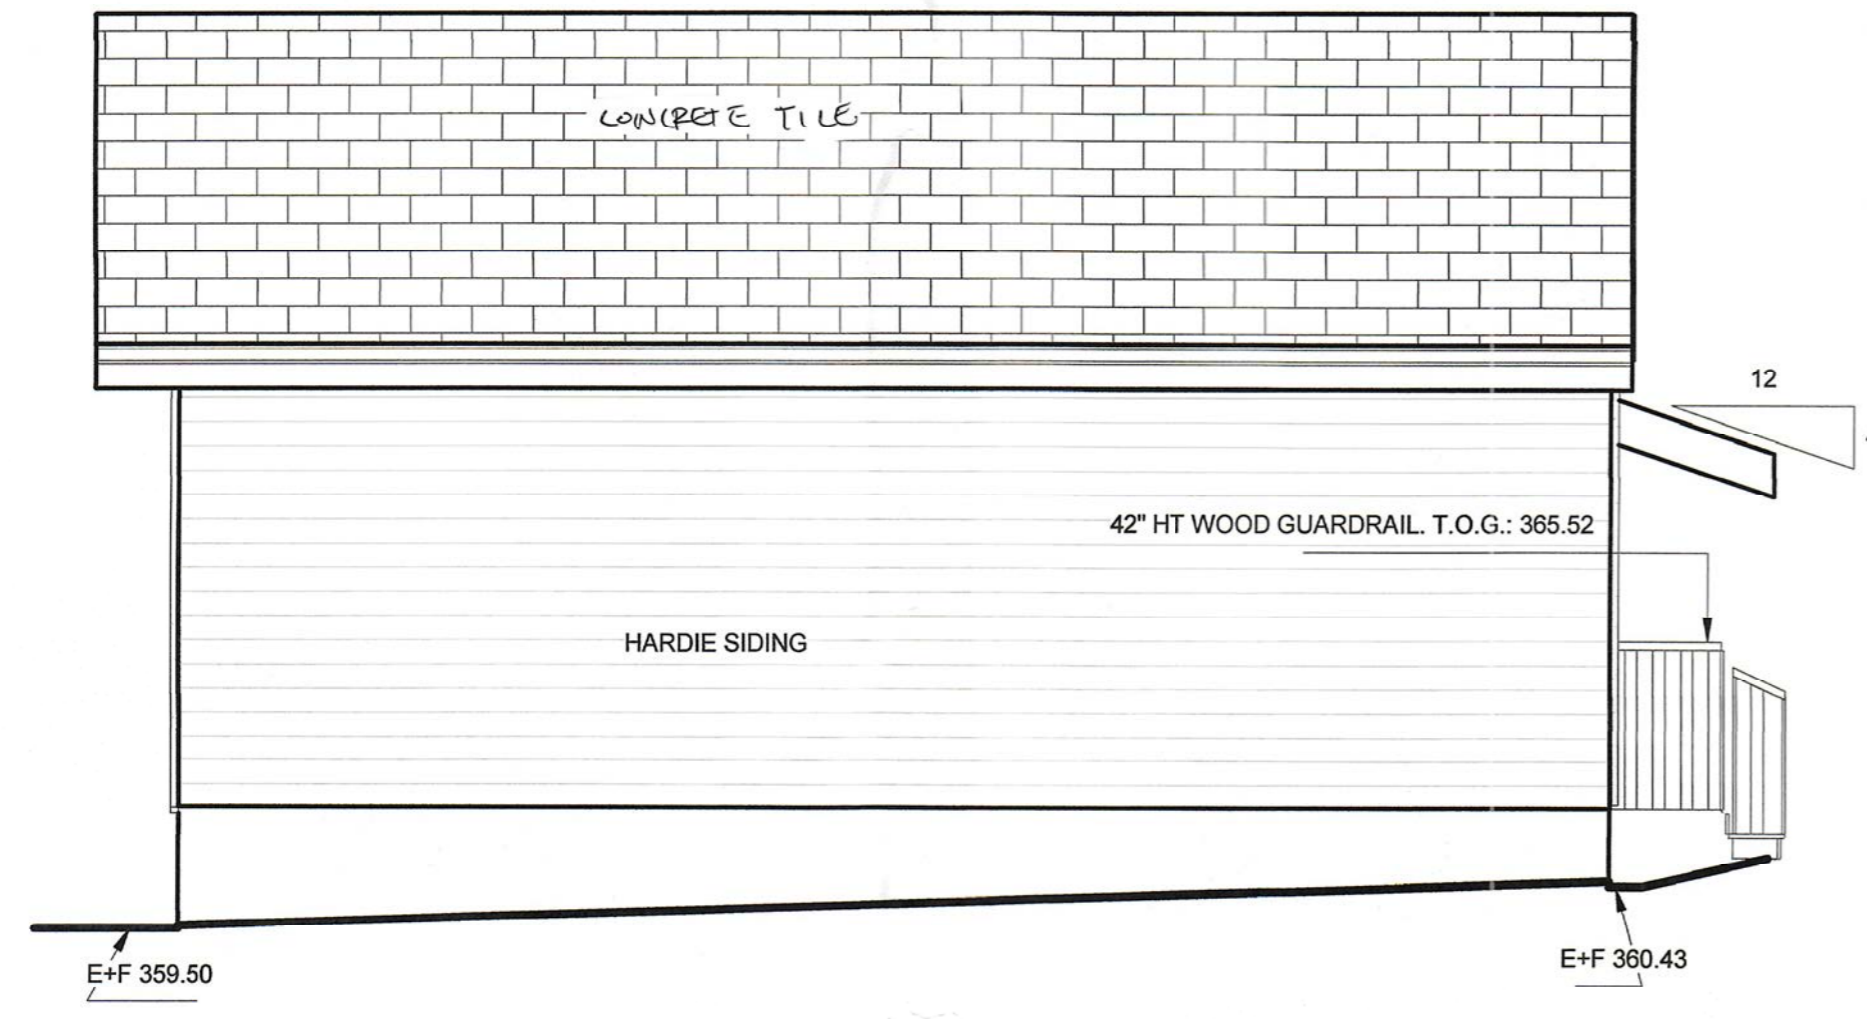 CONCRETE TILE
12
42" HT WOOD GUARDRAIL. T.O.G.: 365.52
HARDIE SIDING
E+F 359.50
E+F 360.43